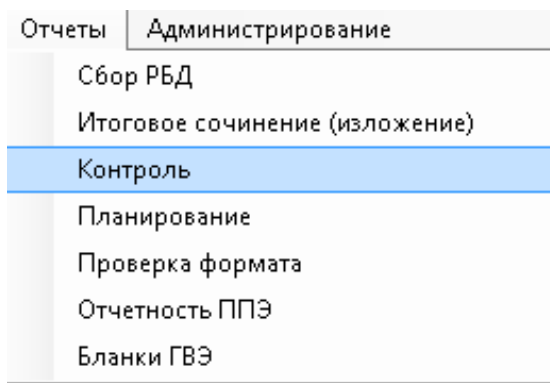 Отчеты Администрирование
Сбор РБД
Итоговое сочинение (изложение)
Контроль
Планирование
Проверка формата
Отчетность ППЭ
Бланки ГВЭ